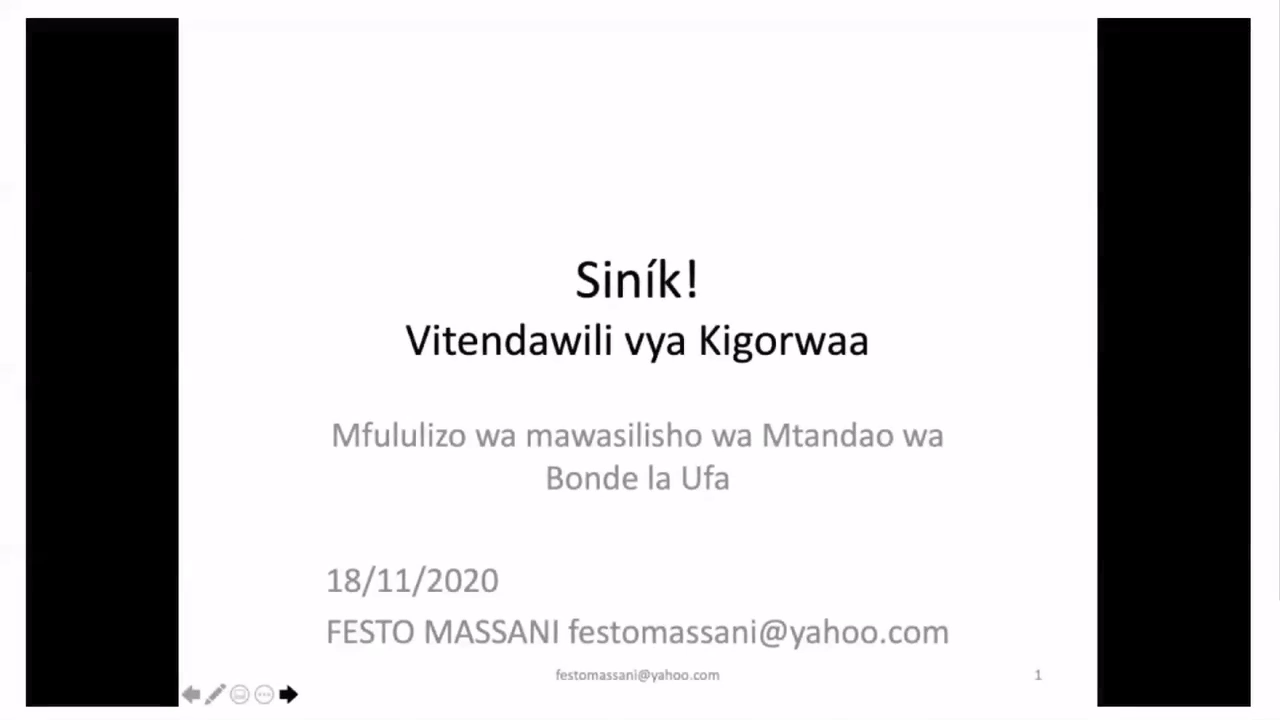 Siník!
Vitendawili vya Kigorwaa
Mfululizo wa mawasilisho wa Mtandao wa
Bonde la Ufa
18/11/2020
FESTO MASSANI festomassani@yahoo.com
festomassani@yahoo.com
1